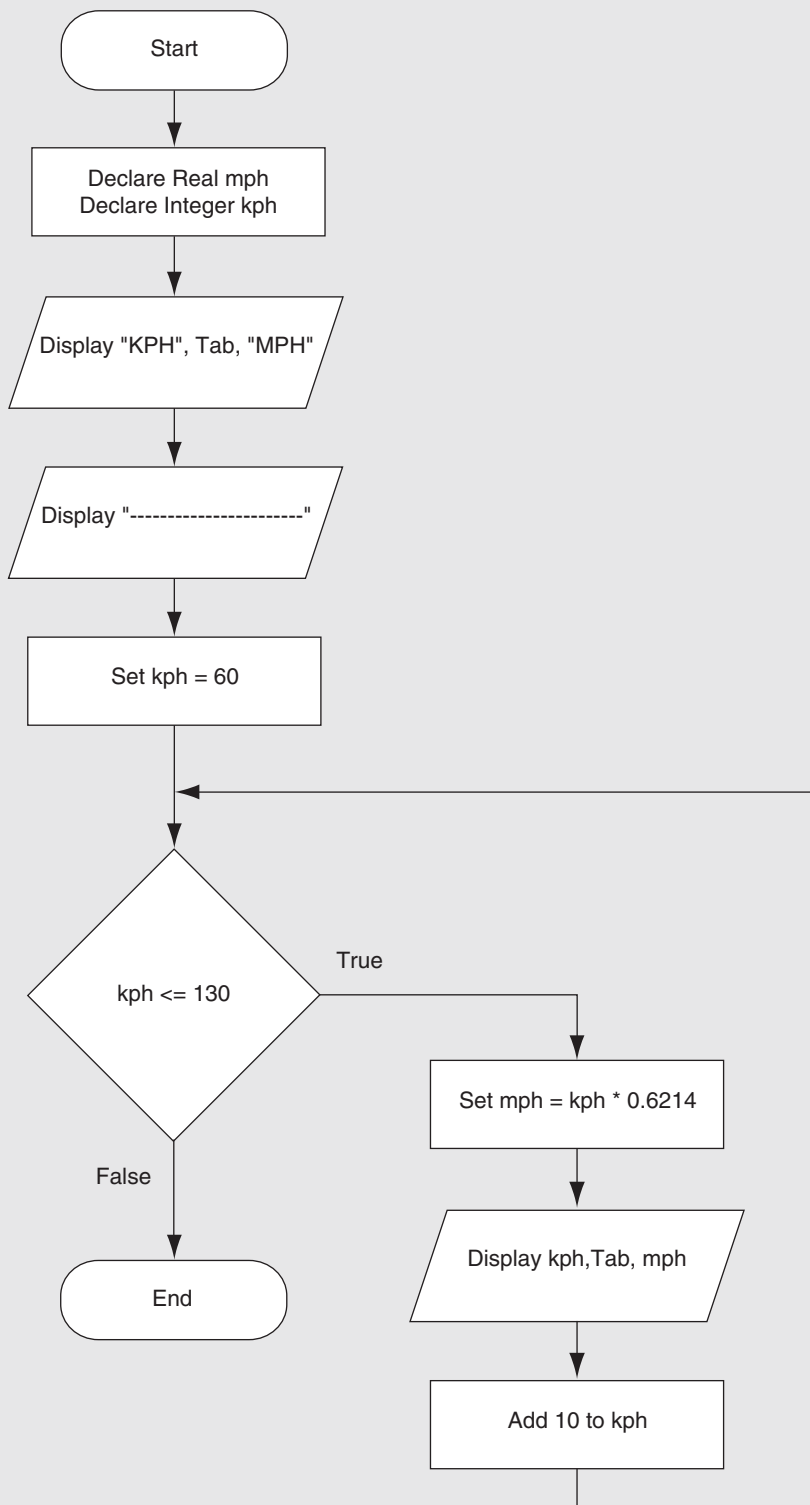 Start
Declare Real mph
Declare Integer kph
Display "KPH", Tab, "MPH"
Display "-----------------------"
Set kph = 60
kph <= 130
True
Set mph = kph * 0.6214
Display kph,Tab, mph
Add 10 to kph
False
End